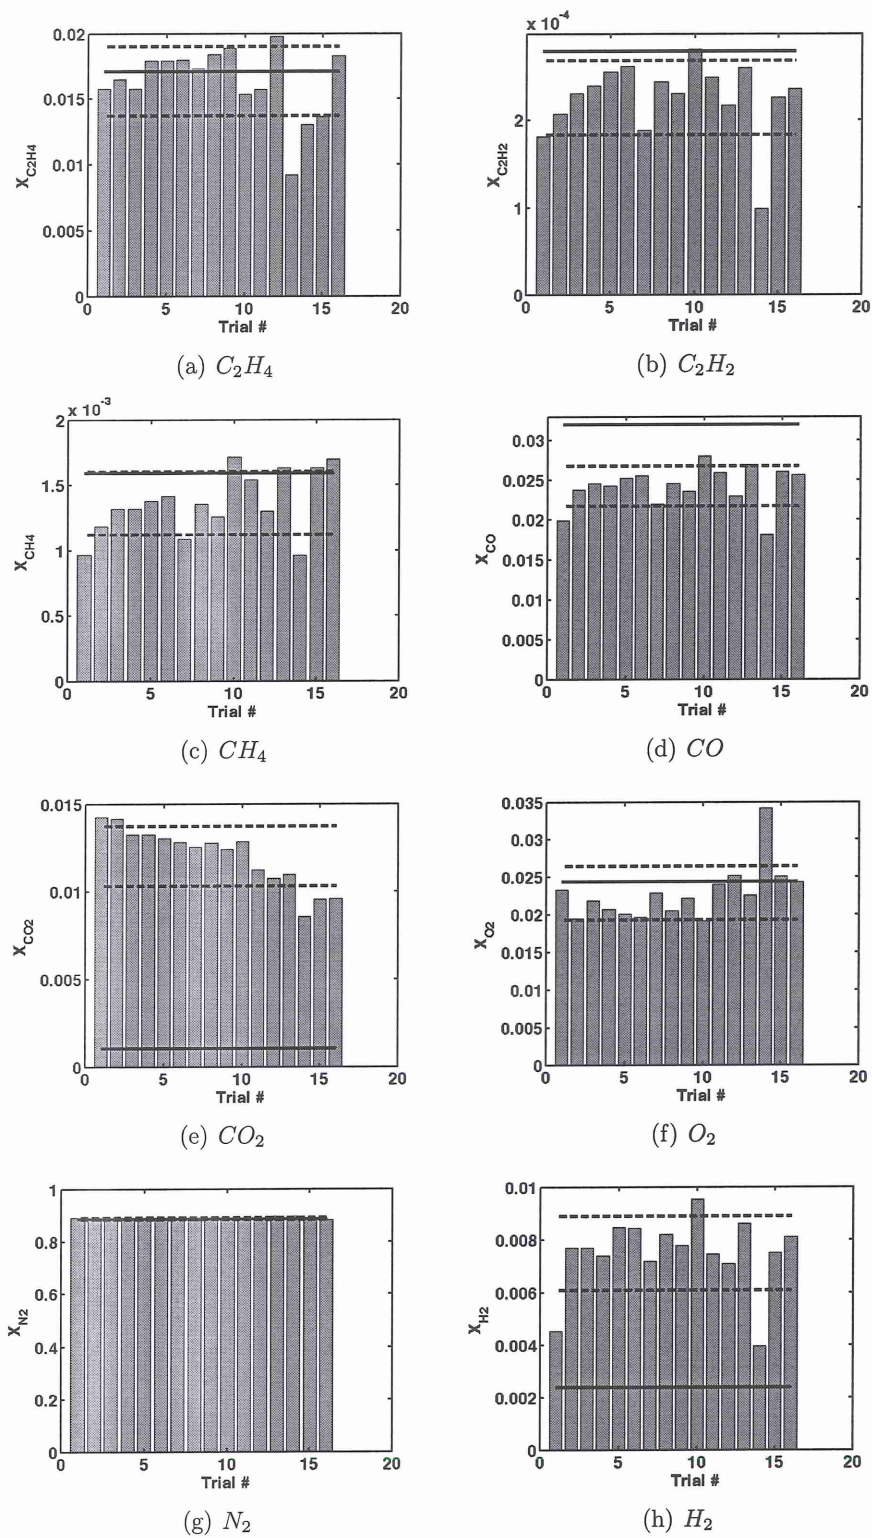 0.02
0.015
0.01
0.005
0
0 5 10 15 20
X_C2H4
Trial #
(a) C₂H₄
x 10⁻⁴
2
1
0
0 5 10 15 20
X_C2H2
Trial #
(b) C₂H₂
x 10⁻³
2
1.5
1
0.5
0
0 5 10 15 20
X_CH4
Trial #
(c) CH₄
0.03
0.025
0.02
0.015
0.01
0.005
0
0 5 10 15 20
X_CO
Trial #
(d) CO
0.015
0.01
0.005
0
0 5 10 15 20
X_CO2
Trial #
(e) CO₂
0.035
0.03
0.025
0.02
0.015
0.01
0.005
0
0 5 10 15 20
X_O2
Trial #
(f) O₂
1
0.8
0.6
0.4
0.2
0
0 5 10 15 20
X_N2
Trial #
(g) N₂
0.01
0.008
0.006
0.004
0.002
0
0 5 10 15 20
X_H2
Trial #
(h) H₂